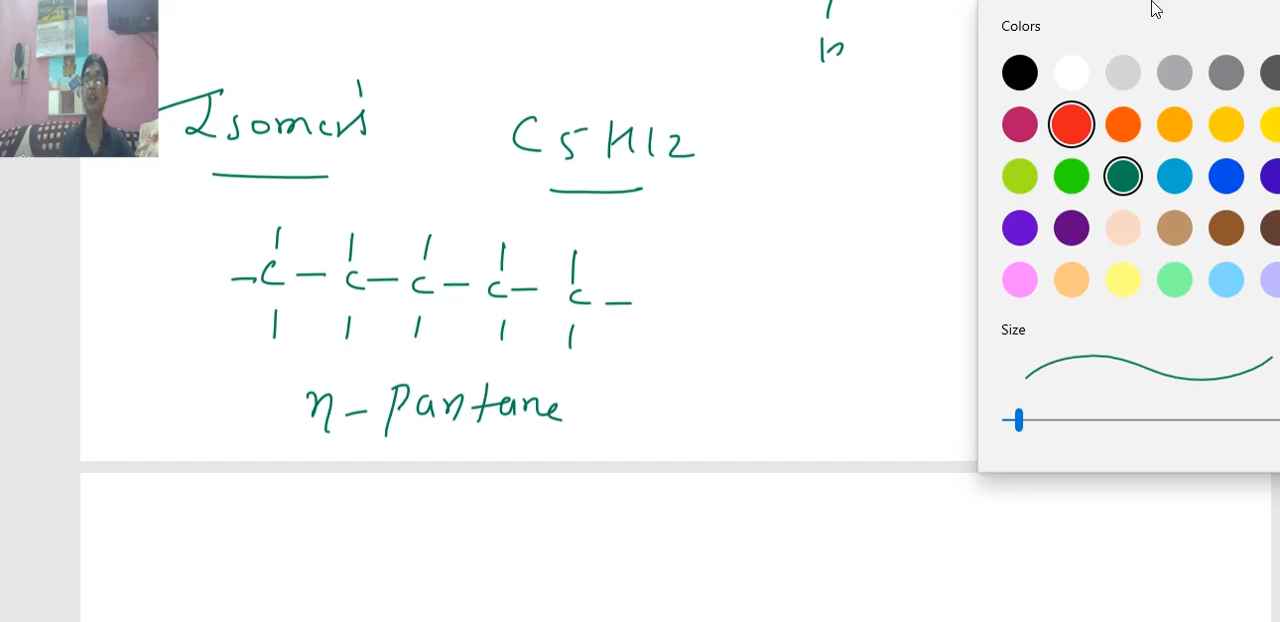 Isomers
C5H12
-C-C-C-C-C-
n-pantane
Colors
Size